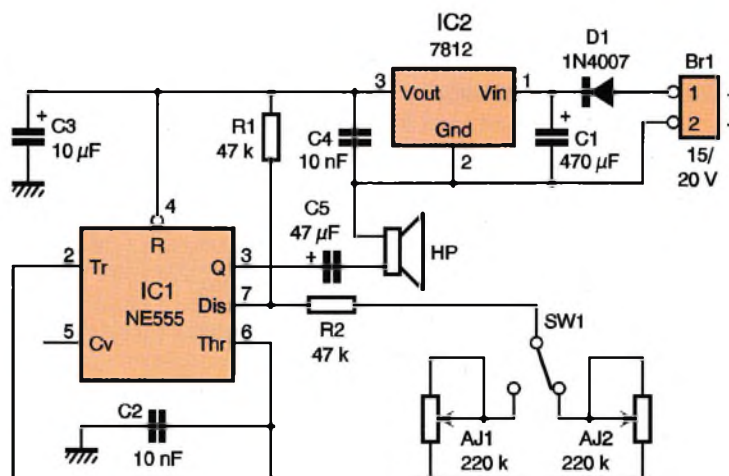 IC2
7812
D1
1N4007
Br1
3
Vout
Vin
1
1
+
C3
10 µF
R1
47 k
C4
10 nF
Gnd
2
+
C1
470 µF
2
15/
20 V
4
R
C5
47 µF
+
HP
2
Tr
Q
3
IC1
NE555
Dis
7
R2
47 k
SW1
5
Cv
Thr
6
C2
10 nF
AJ1
220 k
AJ2
220 k